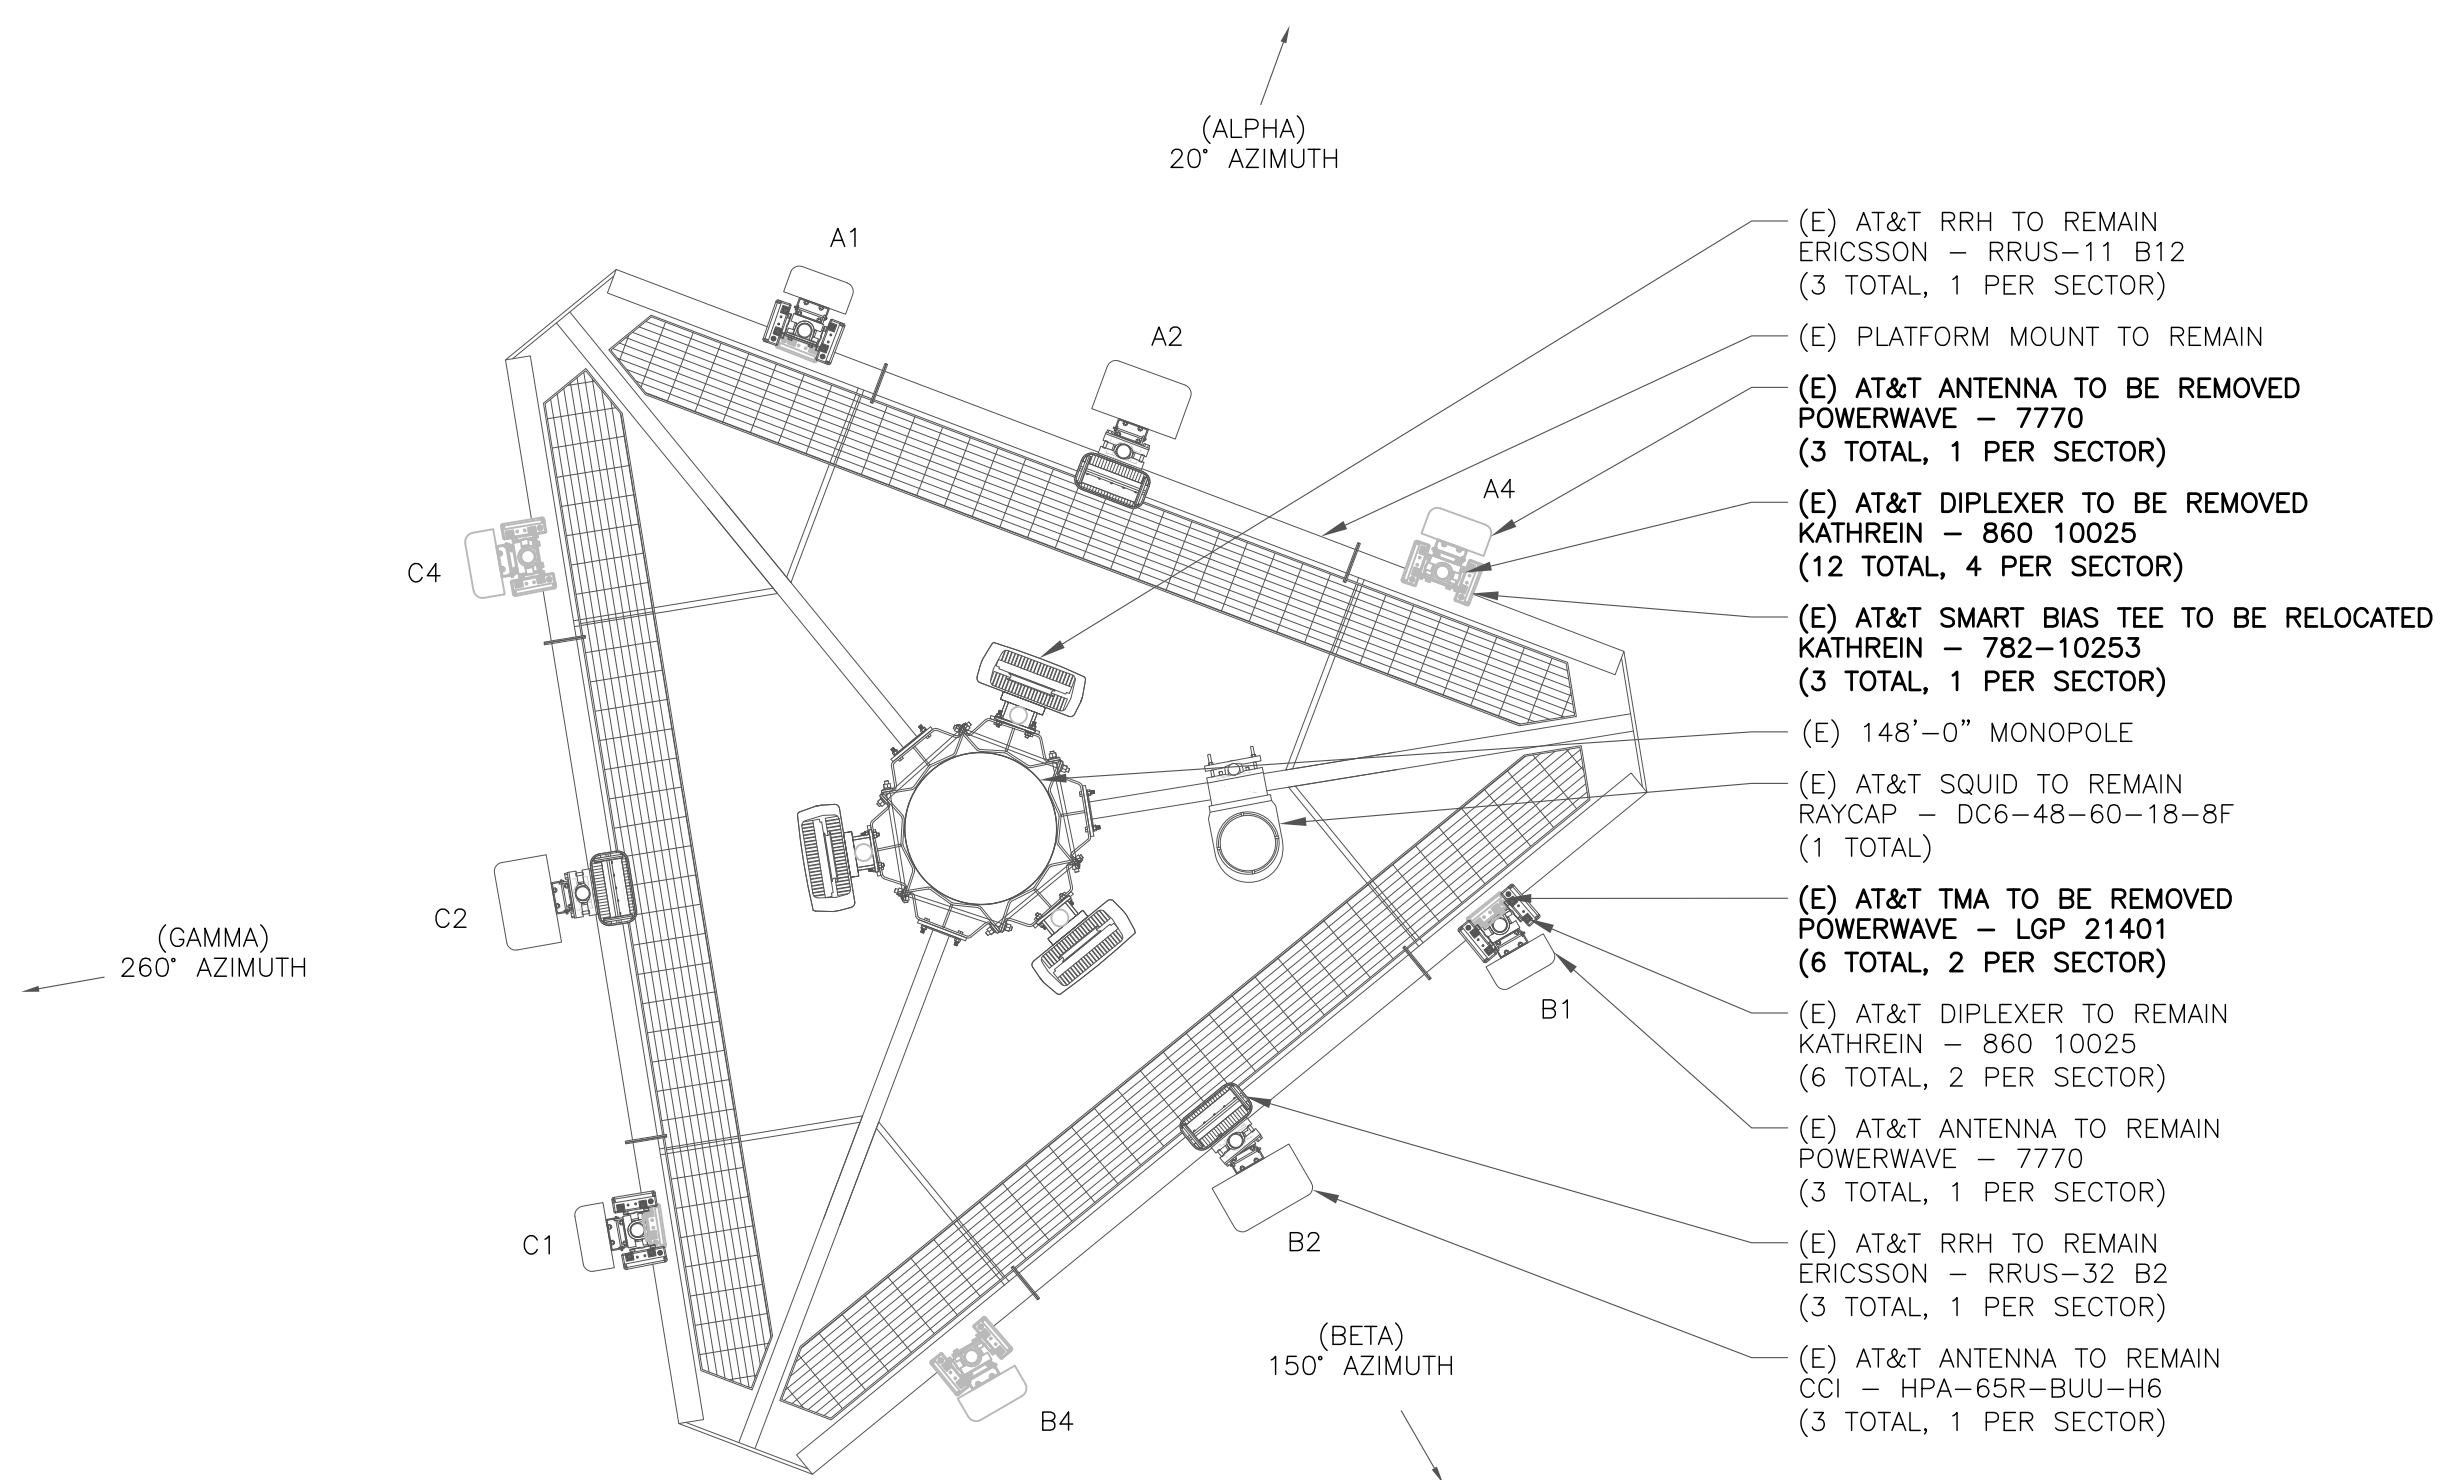 (ALPHA)
20° AZIMUTH
A1
A2
A4
C4
C2
(GAMMA)
260° AZIMUTH
C1
B1
B2
(BETA)
150° AZIMUTH
B4
(E) AT&T RRH TO REMAIN
ERICSSON – RRUS–11 B12
(3 TOTAL, 1 PER SECTOR)
(E) PLATFORM MOUNT TO REMAIN
(E) AT&T ANTENNA TO BE REMOVED
POWERWAVE – 7770
(3 TOTAL, 1 PER SECTOR)
(E) AT&T DIPLEXER TO BE REMOVED
KATHREIN – 860 10025
(12 TOTAL, 4 PER SECTOR)
(E) AT&T SMART BIAS TEE TO BE RELOCATED
KATHREIN – 782–10253
(3 TOTAL, 1 PER SECTOR)
(E) 148'–0" MONOPOLE
(E) AT&T SQUID TO REMAIN
RAYCAP – DC6–48–60–18–8F
(1 TOTAL)
(E) AT&T TMA TO BE REMOVED
POWERWAVE – LGP 21401
(6 TOTAL, 2 PER SECTOR)
(E) AT&T DIPLEXER TO REMAIN
KATHREIN – 860 10025
(6 TOTAL, 2 PER SECTOR)
(E) AT&T ANTENNA TO REMAIN
POWERWAVE – 7770
(3 TOTAL, 1 PER SECTOR)
(E) AT&T RRH TO REMAIN
ERICSSON – RRUS–32 B2
(3 TOTAL, 1 PER SECTOR)
(E) AT&T ANTENNA TO REMAIN
CCI – HPA–65R–BUU–H6
(3 TOTAL, 1 PER SECTOR)